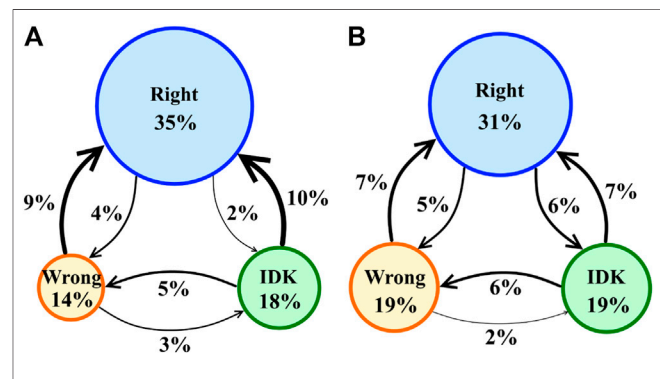 A
Right
35%
9%
4%
2%
10%
Wrong
14%
5%
IDK
18%
3%
B
Right
31%
7%
5%
6%
7%
Wrong
19%
6%
IDK
19%
2%